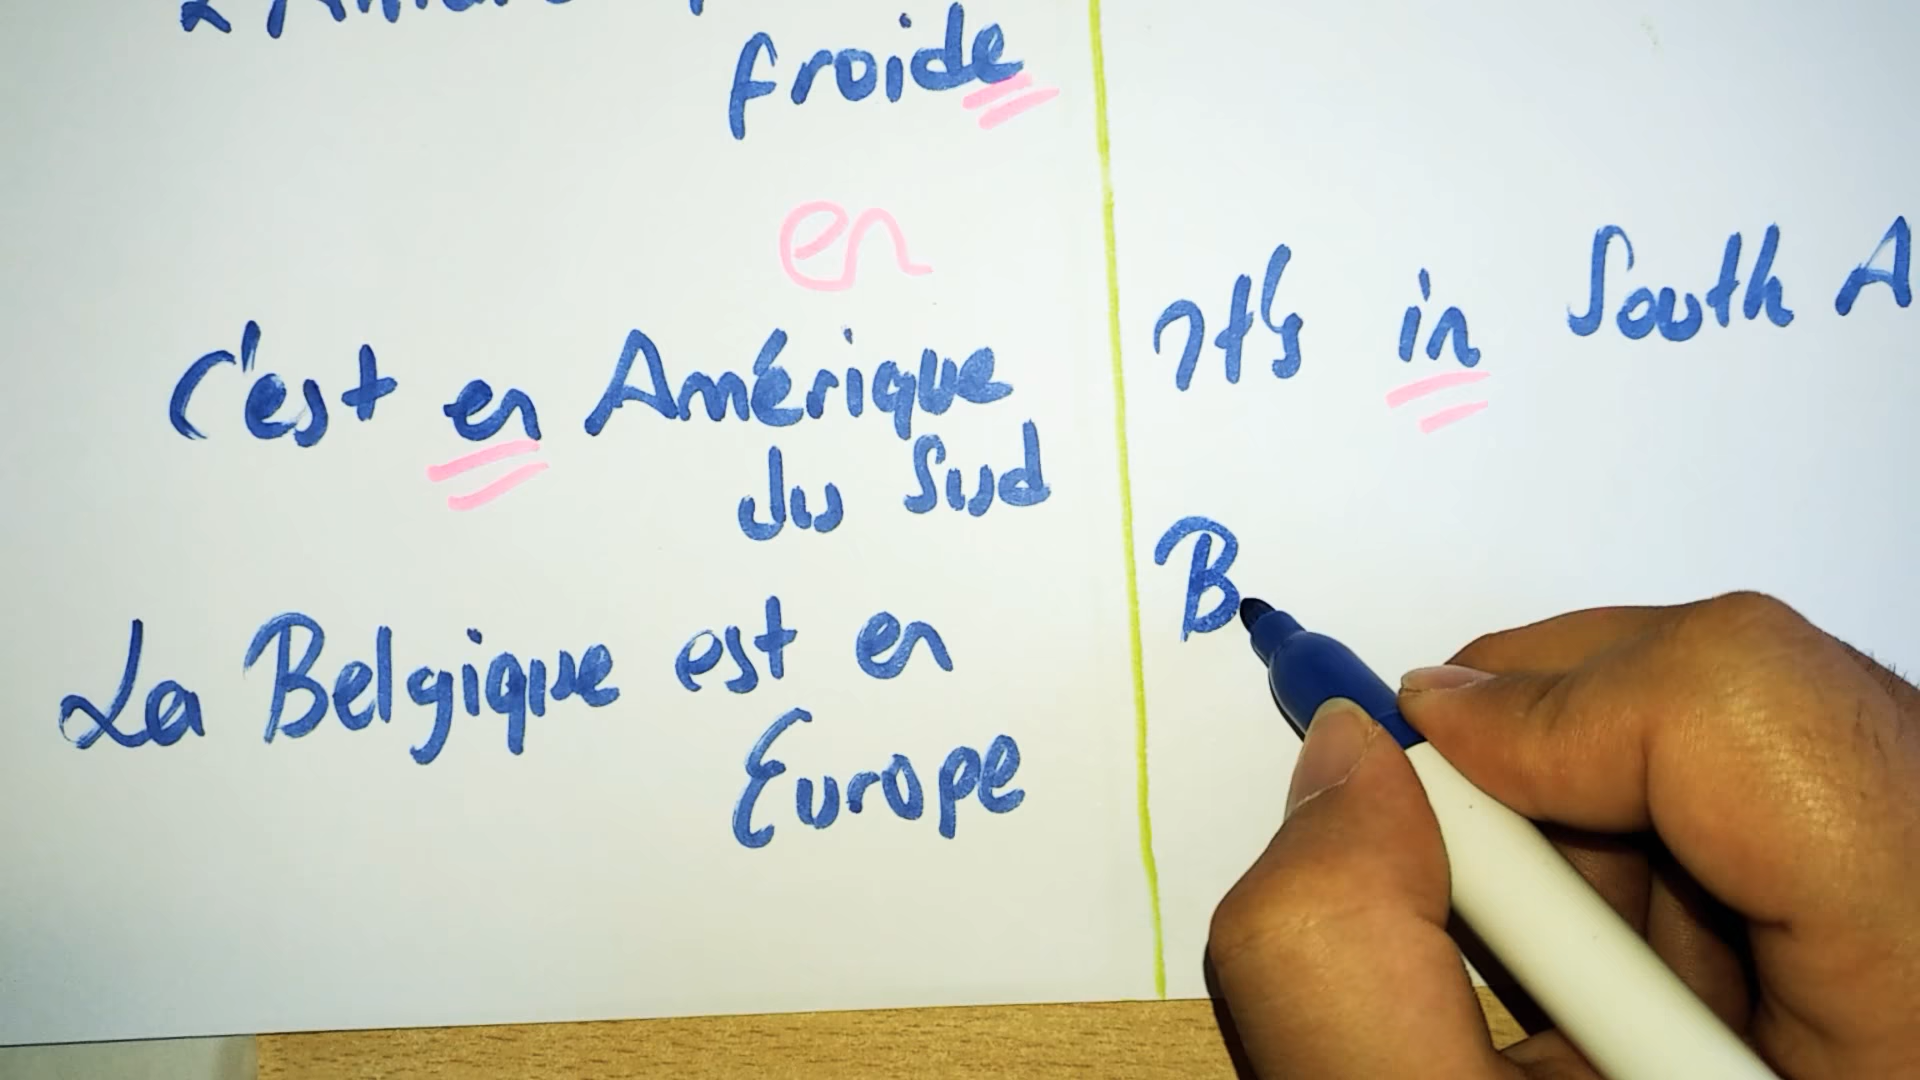 froide
en
C'est en Amérique
du Sud
It's in South A
La Belgique est en
Europe
B